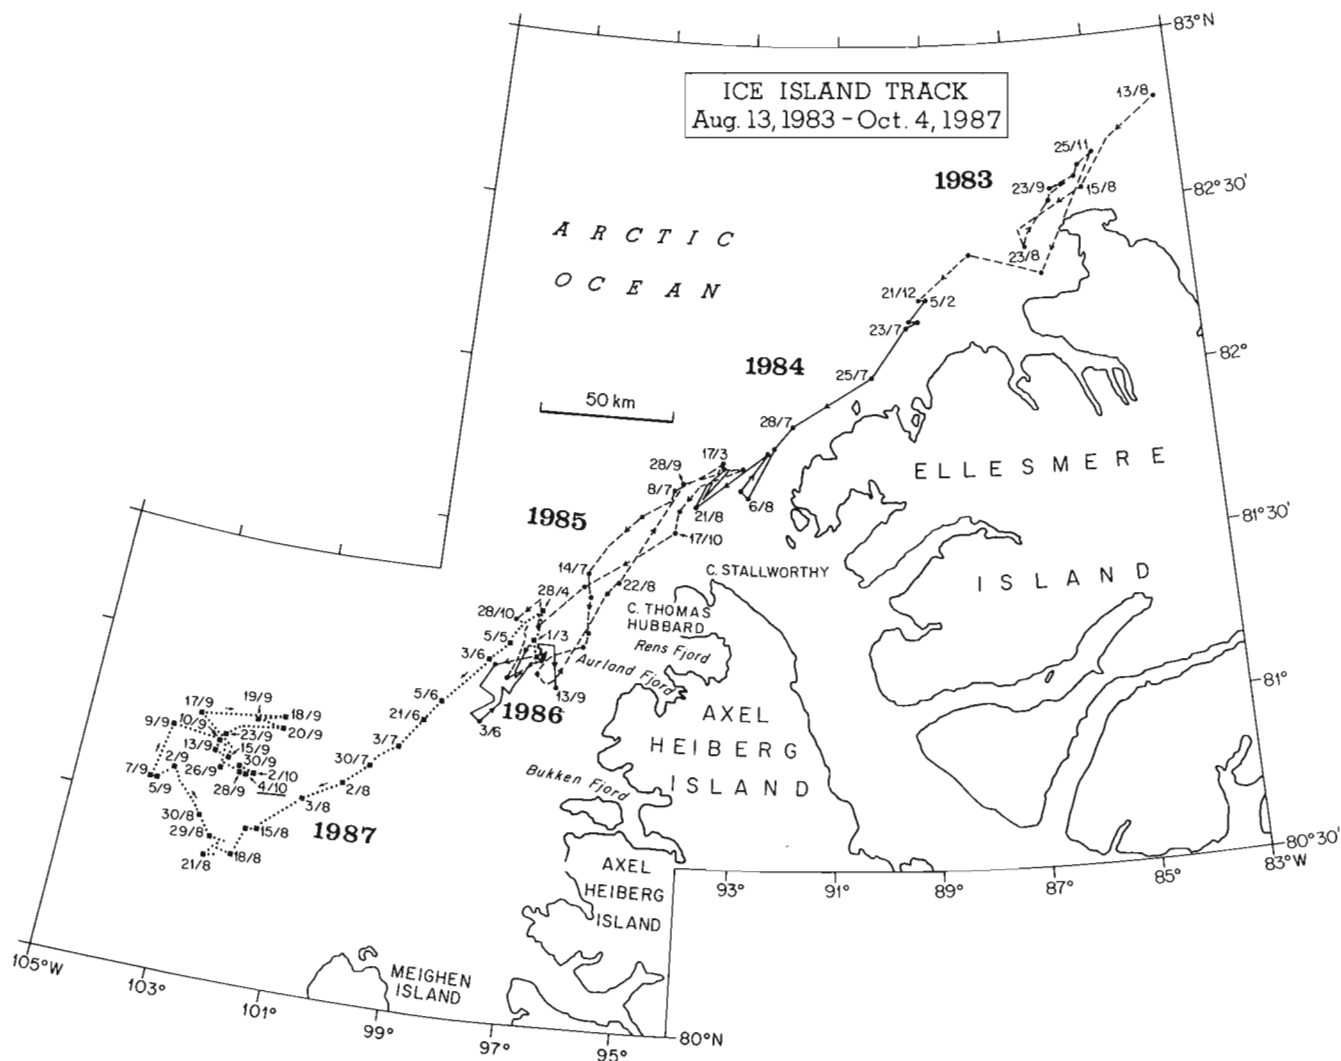 83°N
ICE ISLAND TRACK
Aug. 13, 1983 - Oct. 4, 1987
13/8
25/11
1983
23/9
15/8
82° 30'
ARCTIC
23/8
OCEAN
21/12
5/2
23/7
82°
1984
25/7
50 km
28/7
17/3
28/9
ELLESMERE
8/7
6/8
21/8
1985
81° 30'
17/10
C. STALLWORTHY
ISLAND
14/7
22/8
28/4
C. THOMAS
HUBBARD
28/10
5/5
1/3
Rens Fjord
3/6
Aurland Fjord
81°
13/9
5/6
1986
17/9
19/9
18/9
AXEL
9/9
10/9
21/6
3/6
23/9
20/9
HEIBERG
13/9
15/9
3/7
2/9
30/9
30/7
ISLAND
7/9
26/9
2/10
Bukken Fjord
5/9
28/9
4/10
2/8
3/8
30/8
1987
29/8
15/8
80° 30'
21/8
18/8
83°
W
AXEL
HEIBERG
ISLAND
93°
91°
89°
87°
85°
105°W
103°
MEIGHEN
ISLAND
101°
99°
97°
95°
80°N